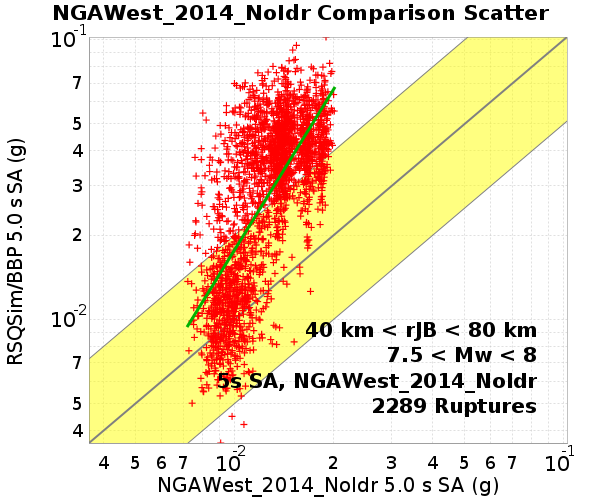 NGAWest_2014_NoIdr Comparison Scatter
RSQSim/BBP 5.0 s SA (g)
10-1
7
5
4
3
2
10-2
7
5
4
40 km < rJB < 80 km
7.5 < Mw < 8
5s SA, NGAWest_2014_NoIdr
2289 Ruptures
4 5 6 7 10-2 2 3 4 5 6 7 10-1
NGAWest_2014_NoIdr 5.0 s SA (g)